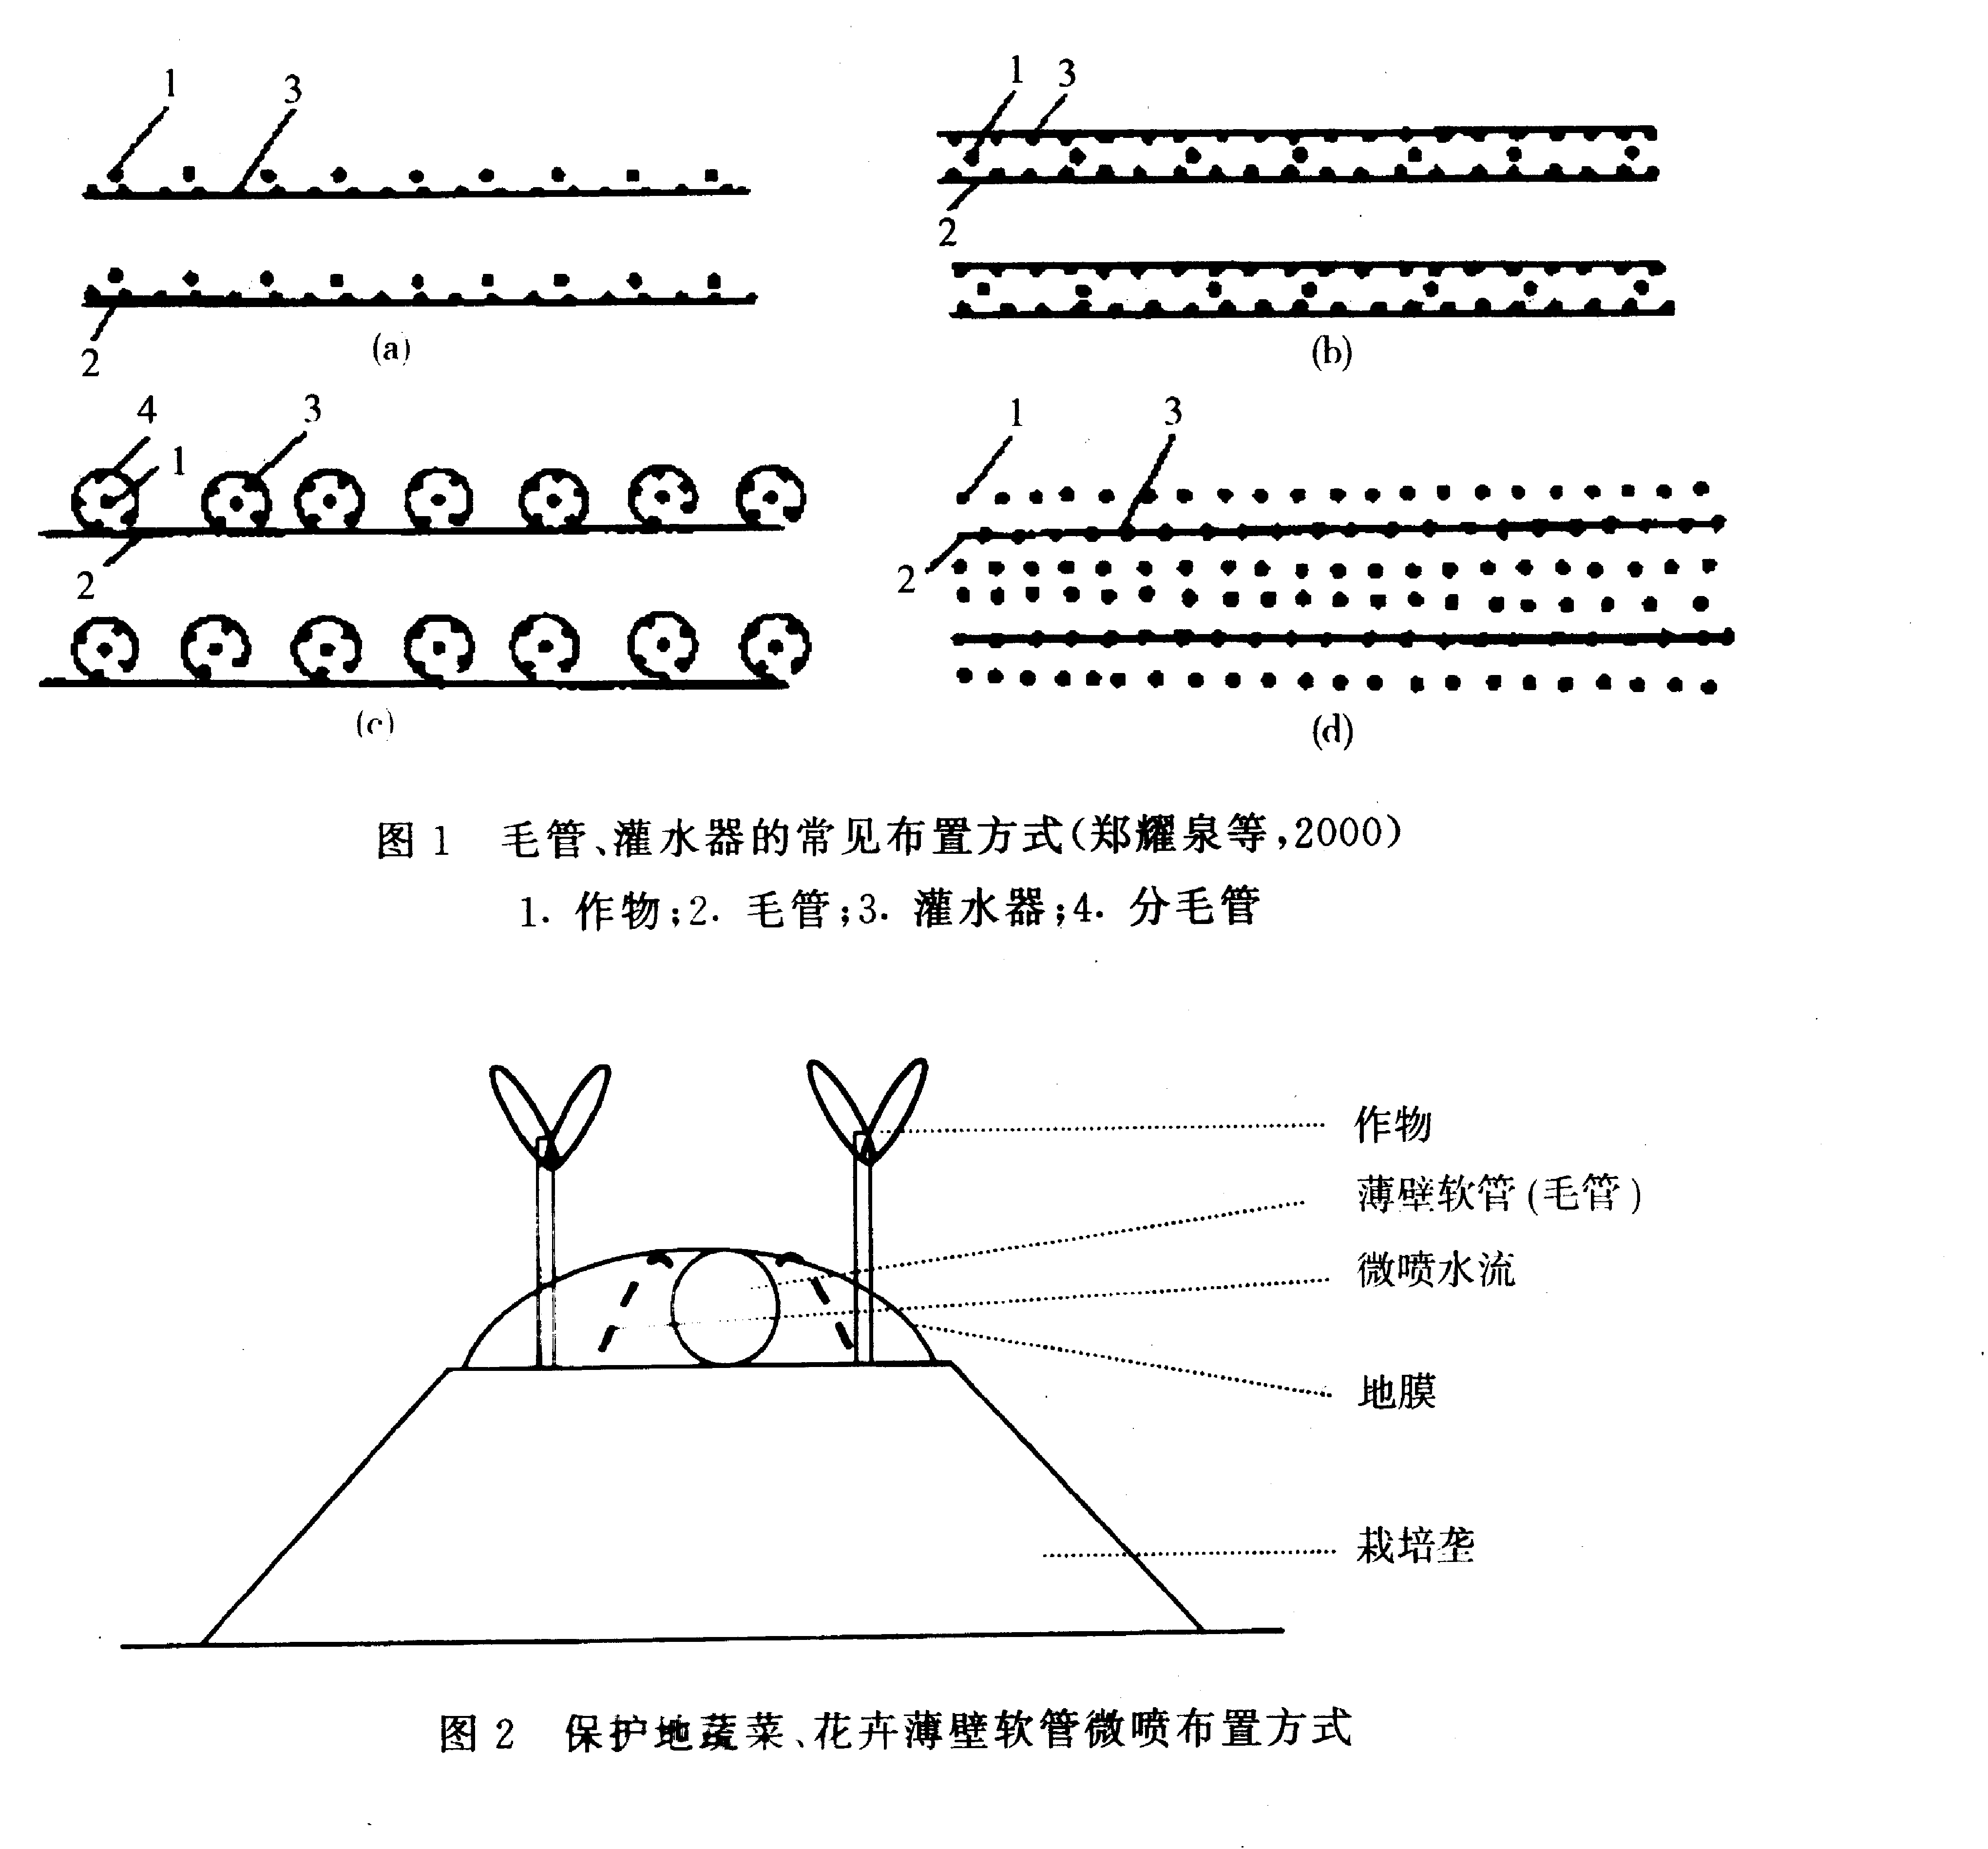 1 3
1 3
2
2
(a)
(b)
4 3
1
2
(c)
1 3
2
(d)
图 1 毛管、灌水器的常见布置方式(郑耀泉等,2000)
1. 作物;2. 毛管;3. 灌水器;4. 分毛管
作物
薄壁软管(毛管)
微喷水流
地膜
栽培垄
图 2 保护地蔬菜、花卉薄壁软管微喷布置方式